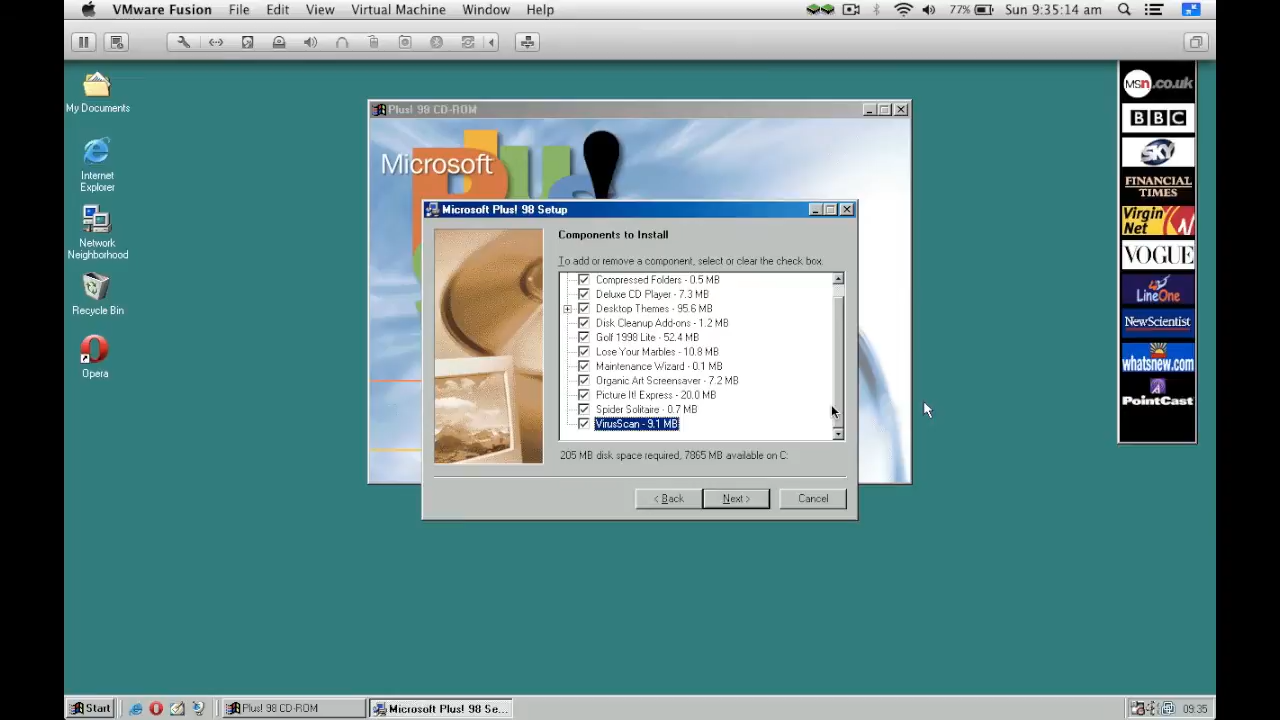 VMware Fusion File Edit View Virtual Machine Window Help 77% Sun 9:35:14 am
My Documents
Internet
Explorer
Network
Neighborhood
Recycle Bin
Opera
Plus! 98 CD-ROM
Microsoft
Microsoft Plus! 98 Setup
Components to Install
To add or remove a component, select or clear the check box.
Compressed Folders - 0.5 MB
Deluxe CD Player - 7.3 MB
Desktop Themes - 95.6 MB
Disk Cleanup Add-ons - 1.2 MB
Golf 1998 Lite - 52.4 MB
Lose Your Marbles - 10.8 MB
Maintenance Wizard - 0.1 MB
Organic Art Screensaver - 7.2 MB
Picture It! Express - 20.0 MB
Spider Solitaire - 0.7 MB
VirusScan - 9.1 MB
205 MB disk space required, 7865 MB available on C:
< Back Next > Cancel
msn.co.uk
BBC
SKY
FINANCIAL
TIMES
Virgin
Net
VOGUE
LineOne
NewScientist
whatsnew.com
PointCast
Start Plus! 98 CD-ROM Microsoft Plus! 98 Se... 09:35